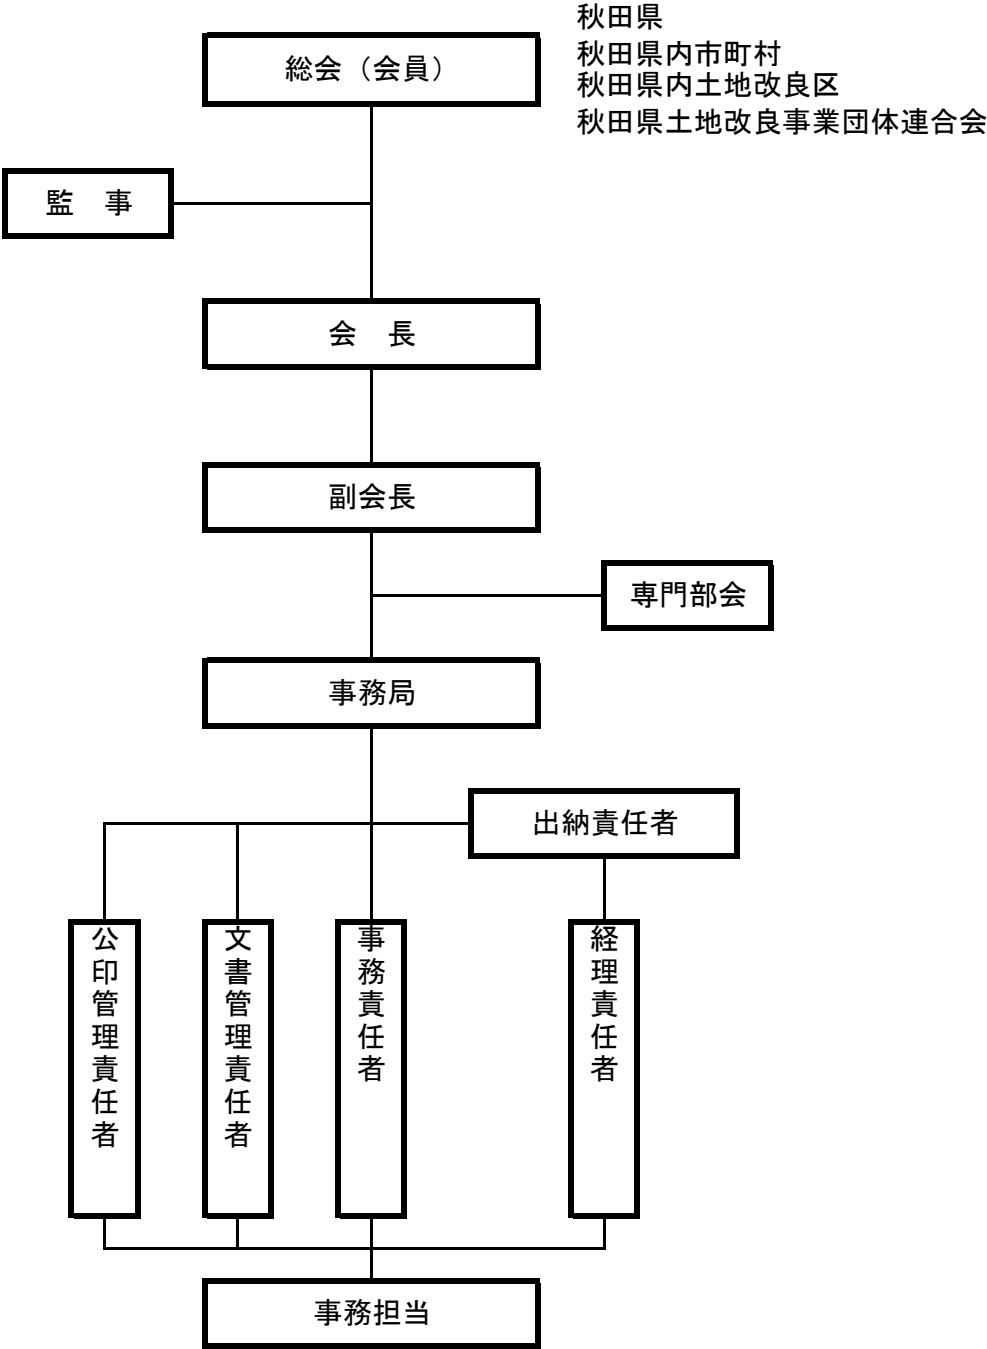 秋田県
秋田県内市町村
総会（会員）
秋田県内土地改良区
秋田県土地改良事業団体連合会
監　事
会　長
副会長
専門部会
事務局
出納責任者
公印管理責任者
文書管理責任者
事務責任者
経理責任者
事務担当